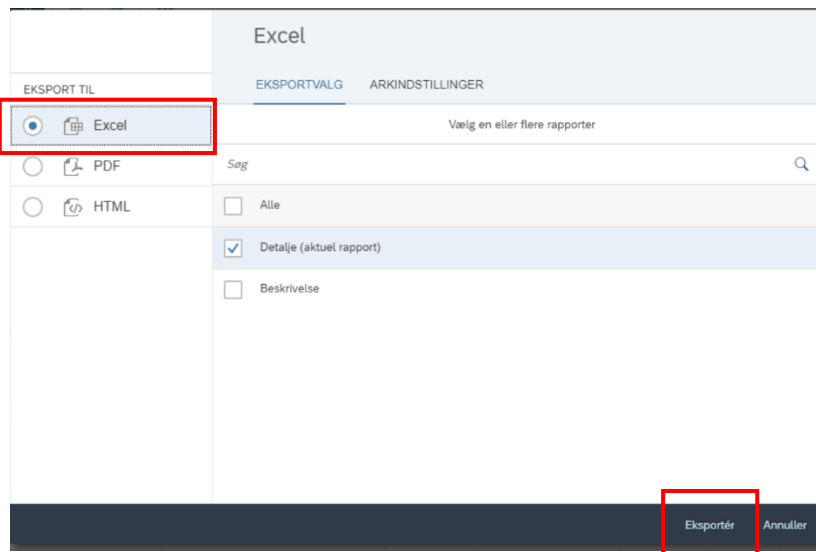 Excel
EKSPORT TIL
EKSPORTVALG ARKINDSTILLINGER
Excel
Vælg en eller flere rapporter
PDF
Søg
HTML
Alle
Detalje (aktuel rapport)
Beskrivelse
Eksportér Annuller